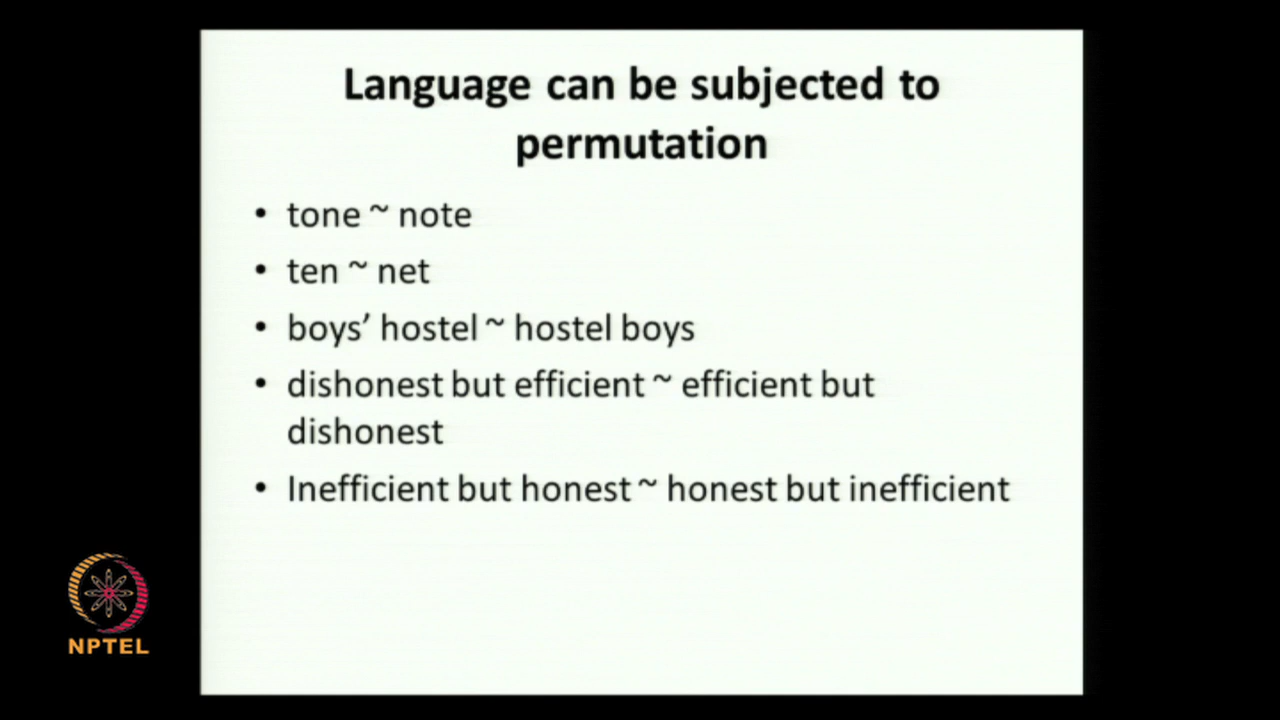 Language can be subjected to
permutation
• tone ~ note
• ten ~ net
• boys’ hostel ~ hostel boys
• dishonest but efficient ~ efficient but
dishonest
• Inefficient but honest ~ honest but inefficient
NPTEL